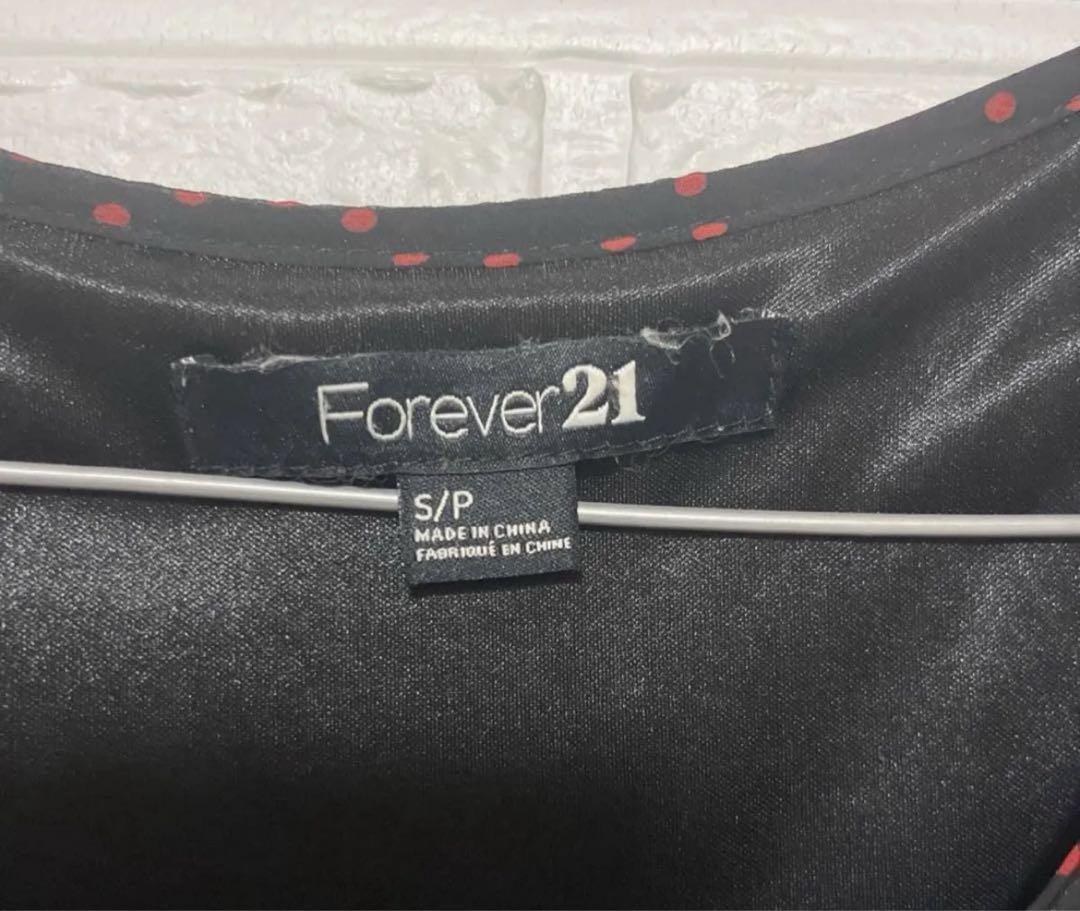 Forever21
S/P
MADE IN CHINA
FABRIQUÉ EN CHINE